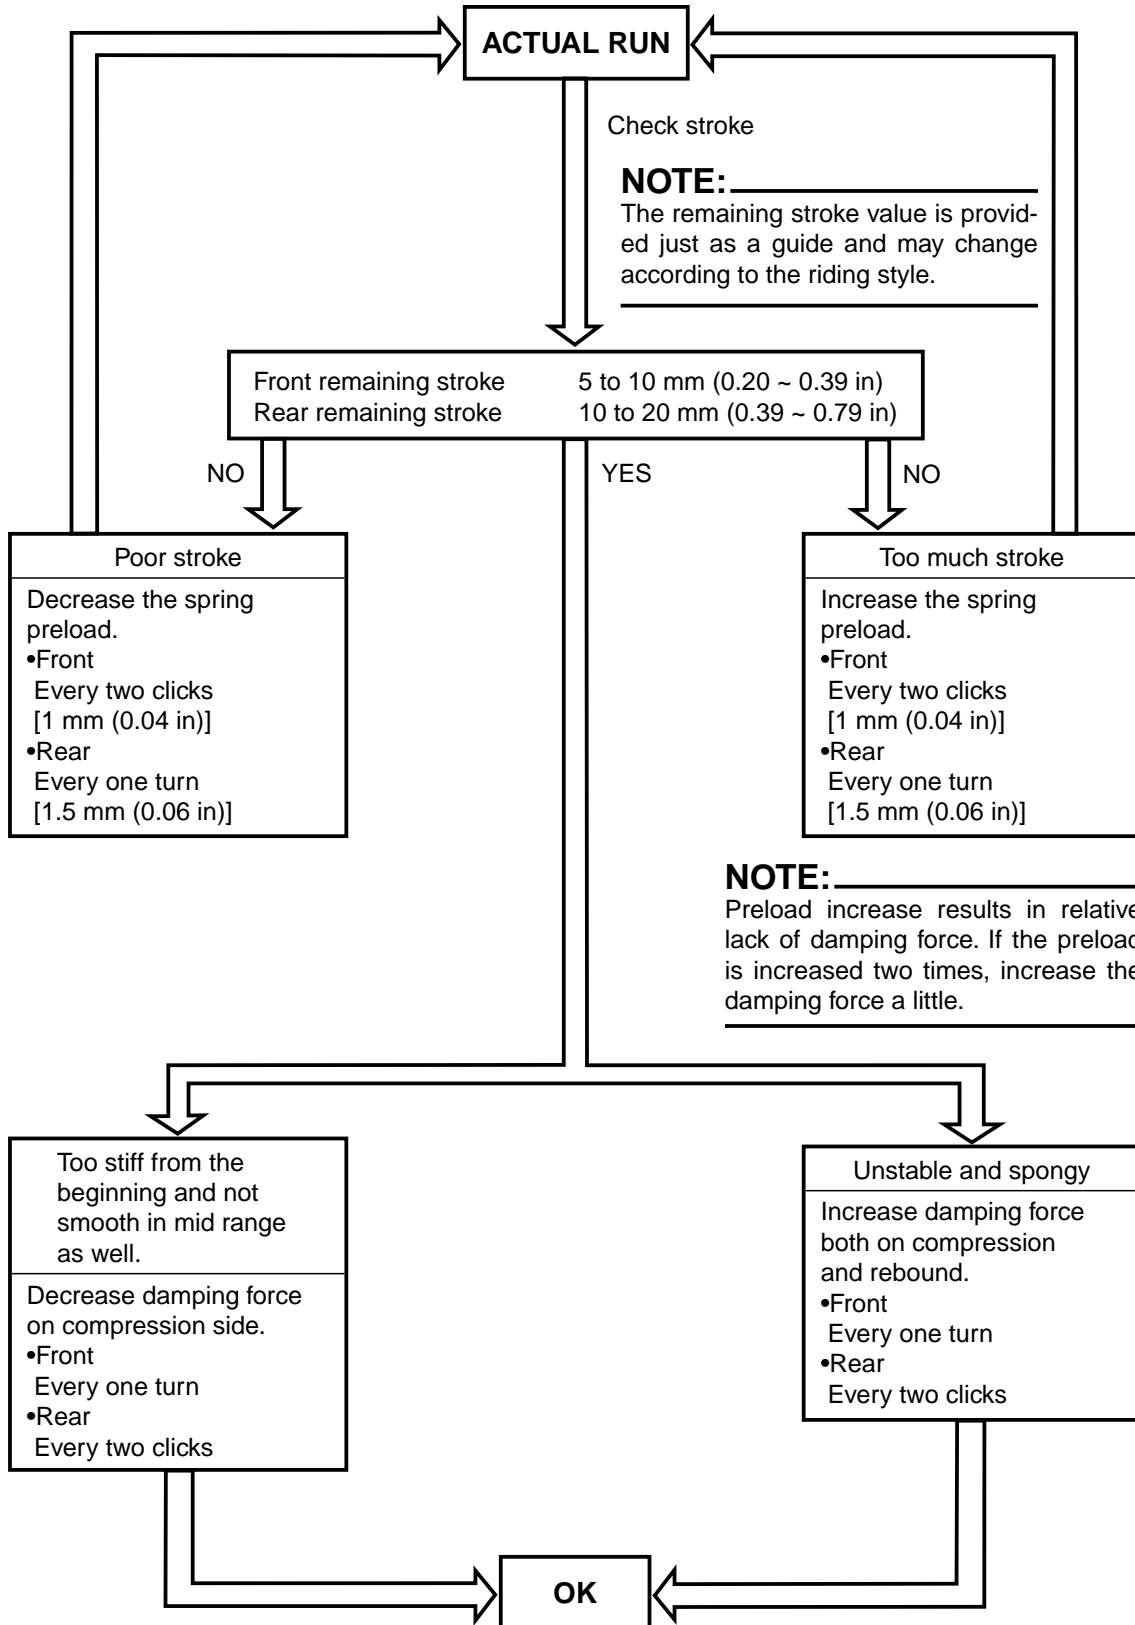 ACTUAL RUN
Check stroke
NOTE:
The remaining stroke value is provid-
ed just as a guide and may change
according to the riding style.
Front remaining stroke 5 to 10 mm (0.20 ~ 0.39 in)
Rear remaining stroke 10 to 20 mm (0.39 ~ 0.79 in)
NO
YES
NO
Poor stroke
Decrease the spring
preload.
•Front
Every two clicks
[1 mm (0.04 in)]
•Rear
Every one turn
[1.5 mm (0.06 in)]
Too much stroke
Increase the spring
preload.
•Front
Every two clicks
[1 mm (0.04 in)]
•Rear
Every one turn
[1.5 mm (0.06 in)]
NOTE:
Preload increase results in relative
lack of damping force. If the preload
is increased two times, increase the
damping force a little.
Too stiff from the
beginning and not
smooth in mid range
as well.
Decrease damping force
on compression side.
•Front
Every one turn
•Rear
Every two clicks
Unstable and spongy
Increase damping force
both on compression
and rebound.
•Front
Every one turn
•Rear
Every two clicks
OK